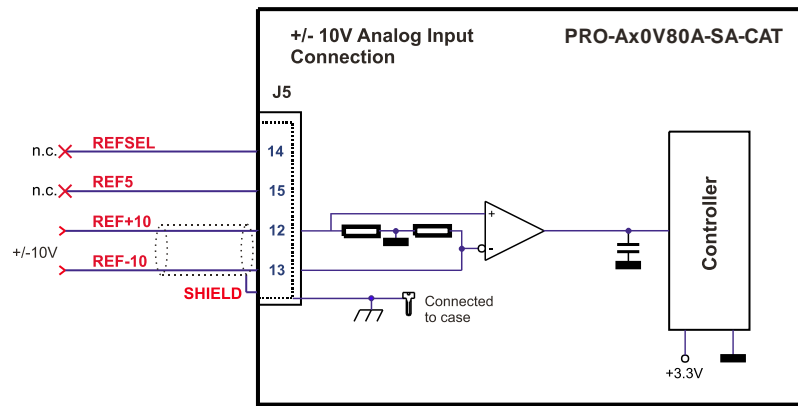 +/- 10V Analog Input
Connection
PRO-Ax0V80A-SA-CAT
J5
n.c.
REFSEL
14
n.c.
REF5
15
REF+10
12
+
+/-10V
REF-10
13
-
SHIELD
Connected
to case
Controller
+3.3V